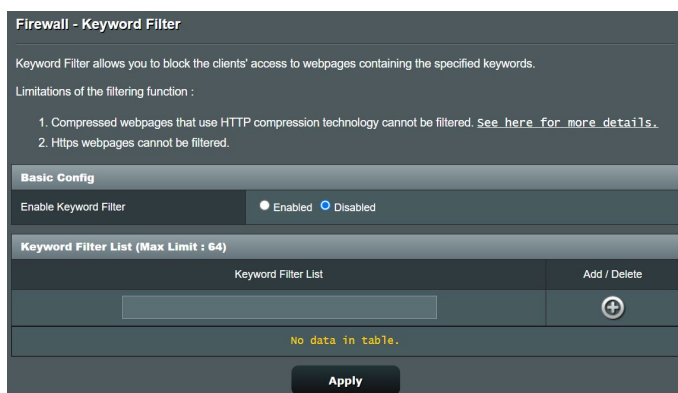 Firewall - Keyword Filter
Keyword Filter allows you to block the clients' access to webpages containing the specified keywords.
Limitations of the filtering function :
1. Compressed webpages that use HTTP compression technology cannot be filtered. See here for more details.
2. Https webpages cannot be filtered.
Basic Config
Enable Keyword Filter Enabled Disabled
Keyword Filter List (Max Limit : 64)
Keyword Filter List Add / Delete
No data in table.
Apply